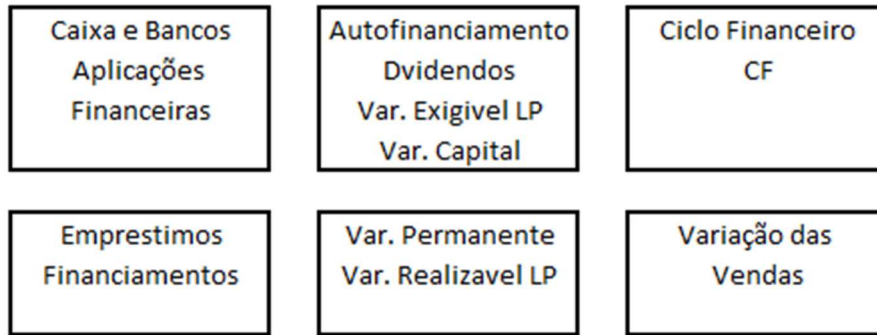 Caixa e Bancos
Aplicações
Financeiras
Autofinanciamento
Dvidendos
Var. Exigivel LP
Var. Capital
Ciclo Financeiro
CF
Emprestimos
Financiamentos
Var. Permanente
Var. Realizavel LP
Variação das
Vendas